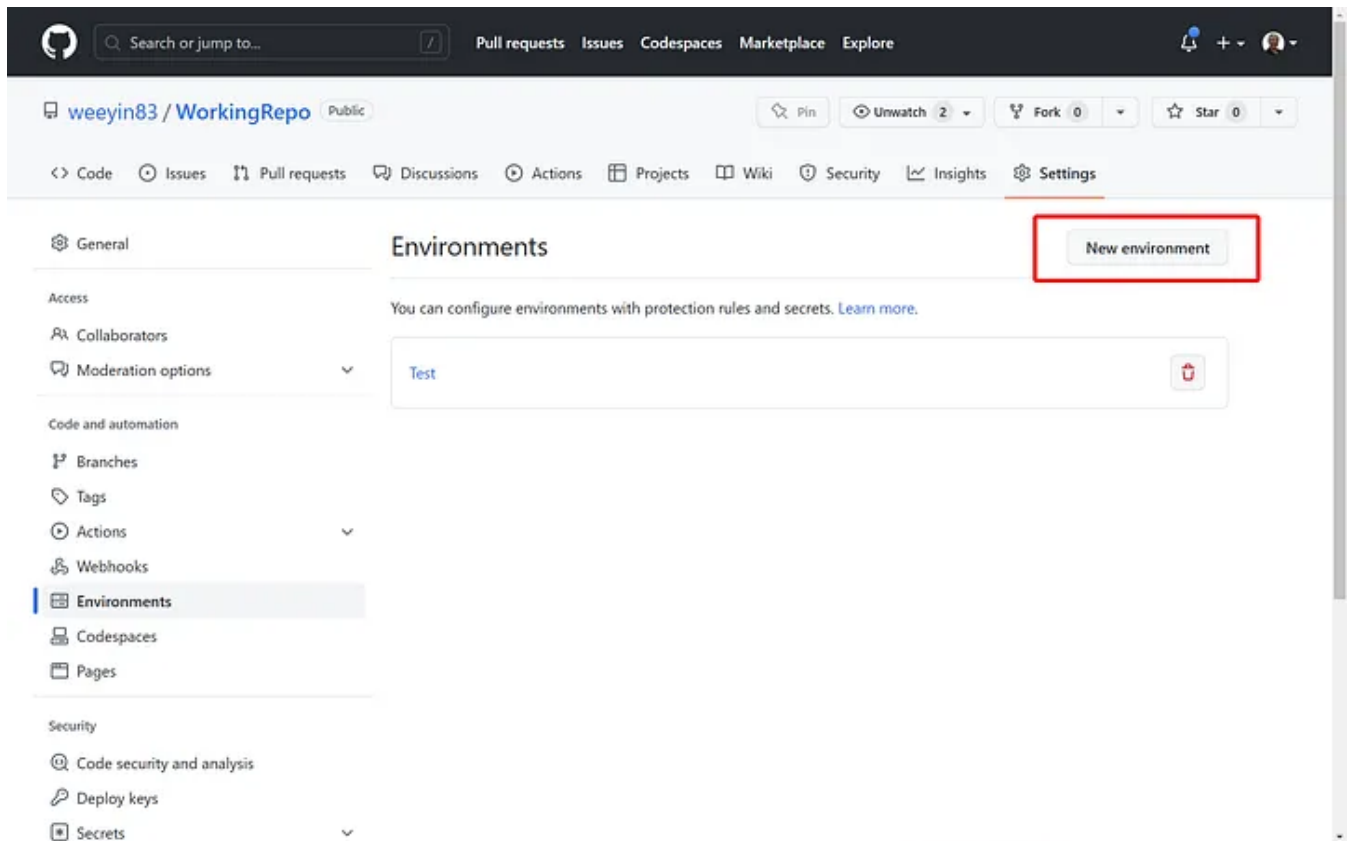 Search or jump to... / Pull requests Issues Codespaces Marketplace Explore
weeyin83 / WorkingRepo Public Pin Unwatch 2 Fork 0 Star 0
<> Code Issues Pull requests Discussions Actions Projects Wiki Security Insights Settings
General
Access
Collaborators
Moderation options
Code and automation
Branches
Tags
Actions
Webhooks
Environments
Codespaces
Pages
Security
Code security and analysis
Deploy keys
Secrets
Environments New environment
You can configure environments with protection rules and secrets. Learn more.
Test